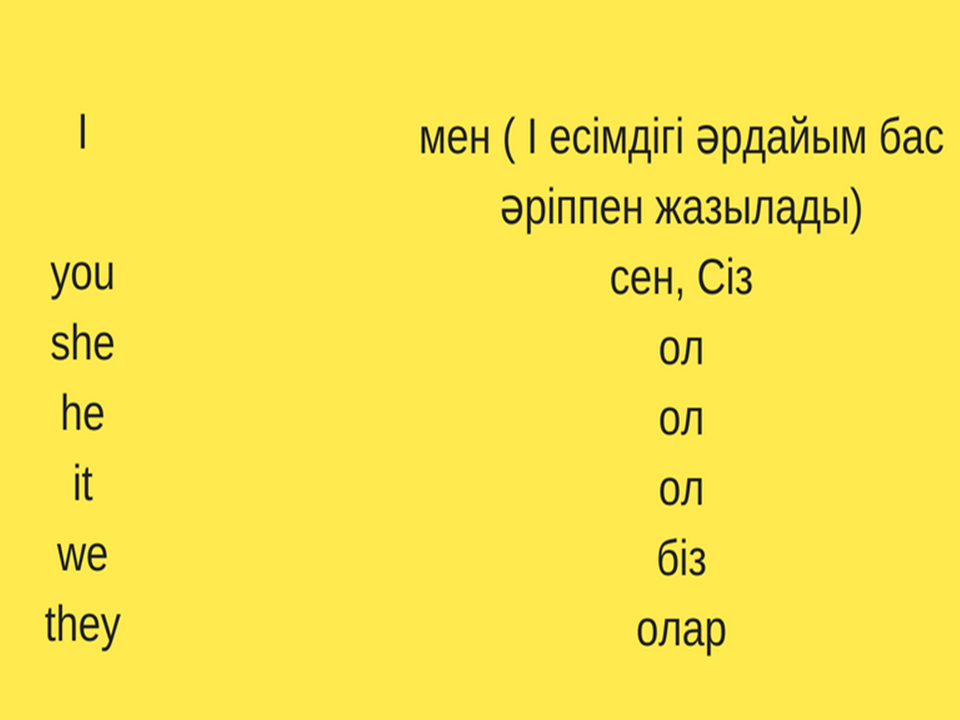 I мен ( I есімдігі әрдайым бас
әріппен жазылады)
you сен, Сіз
she ол
he ол
it ол
we біз
they олар